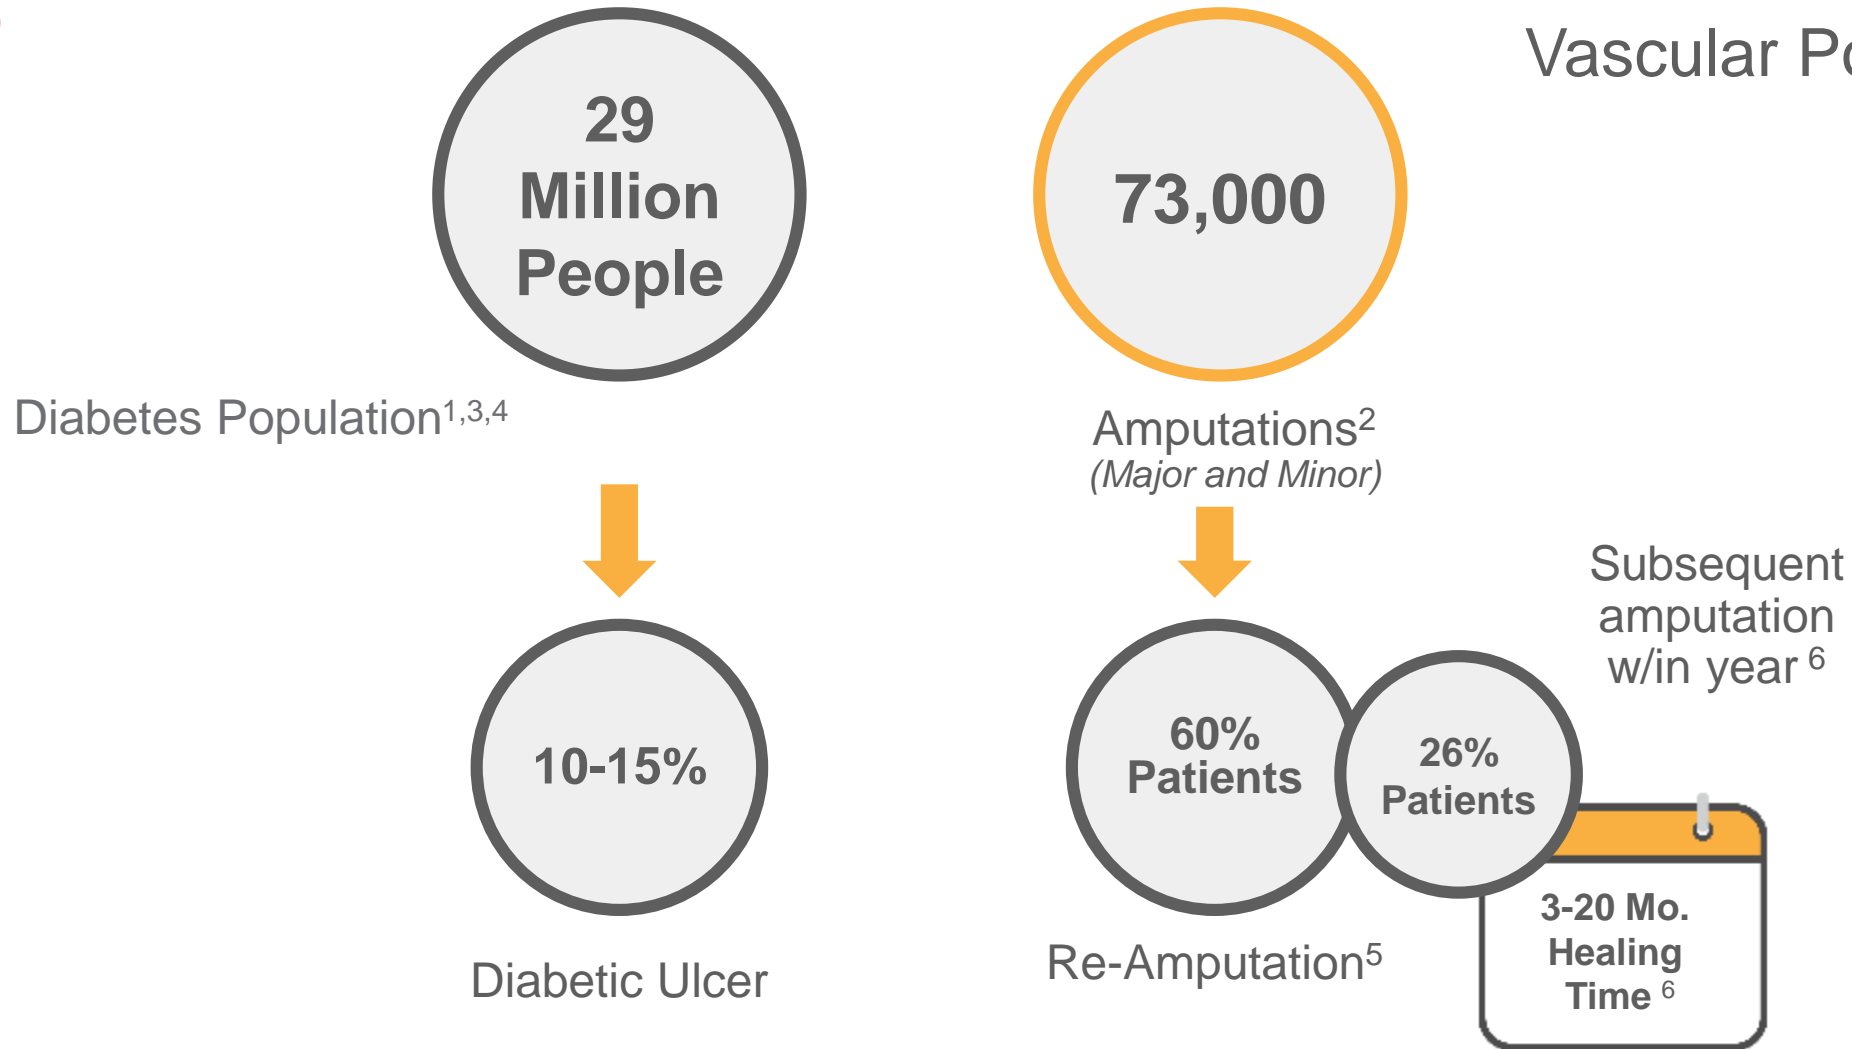 Vascular Po
29
Million
People
73,000
Diabetes Population1,3,4
Amputations2
(Major and Minor)
Subsequent
amputation
w/in year 6
10-15%
60%
Patients
26%
Patients
3-20 Mo.
Healing
Time 6
Diabetic Ulcer
Re-Amputation5